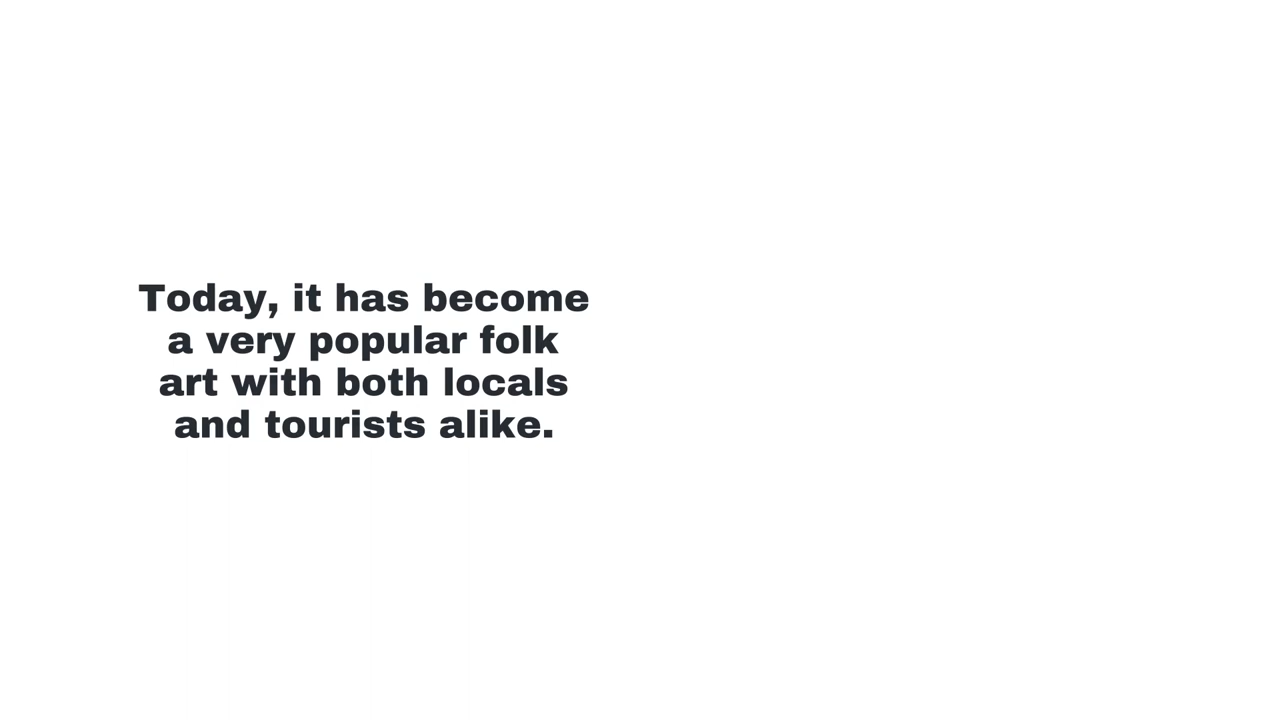 Today, it has become
a very popular folk
art with both locals
and tourists alike.